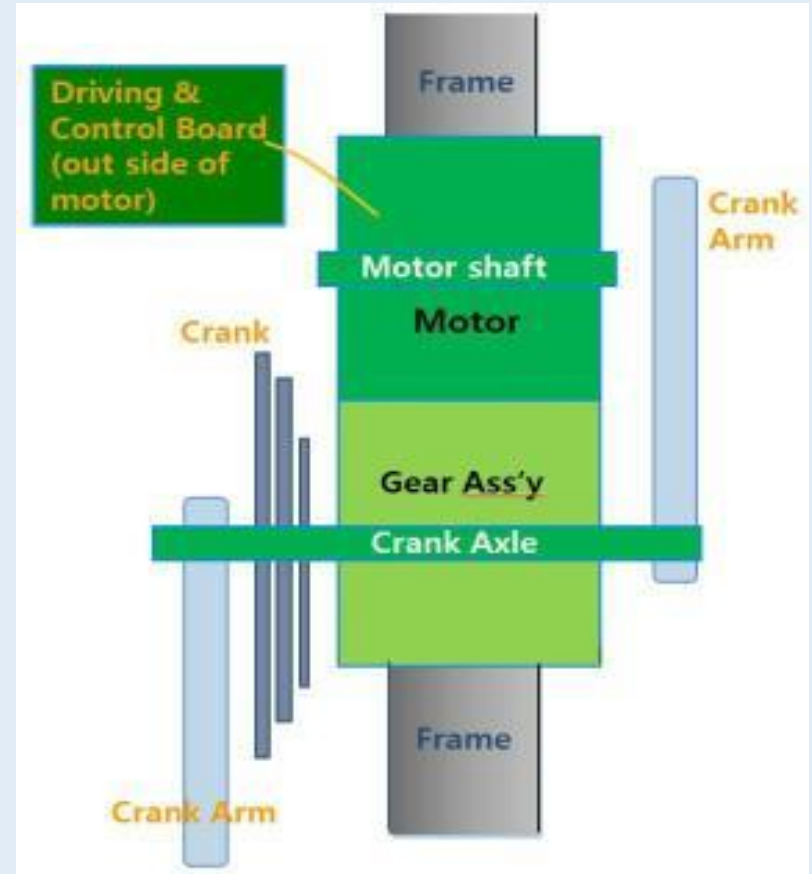 Frame
Driving &
Control Board
(out side of
motor)
Crank
Arm
Motor shaft
Motor
Crank
Gear Ass'y
Crank Axle
Frame
Crank Arm